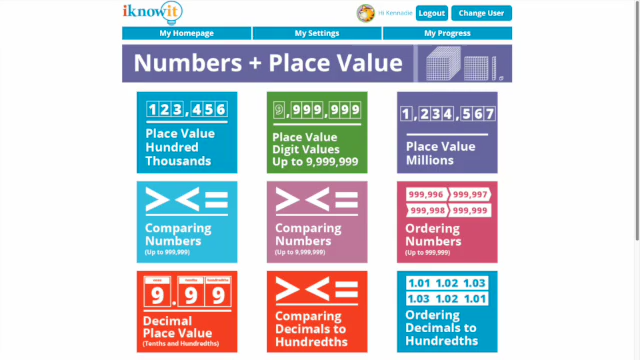 iknowit
Hi Kennadie Logout Change User
My Homepage My Settings My Progress
Numbers + Place Value
123,456
Place Value
Hundred
Thousands
9,999,999
Place Value
Digit Values
Up to 9,999,999
1,234,567
Place Value
Millions
> < =
Comparing
Numbers
(Up to 999,999)
> < =
Comparing
Numbers
(Up to 9,999,999)
999,996 999,997
999,998 999,999
Ordering
Numbers
(Up to 999,999)
9.99
Decimal
Place Value
(Tenths and Hundredths)
> < =
Comparing
Decimals to
Hundredths
1.01 1.02 1.03
1.03 1.02 1.01
Ordering
Decimals to
Hundredths